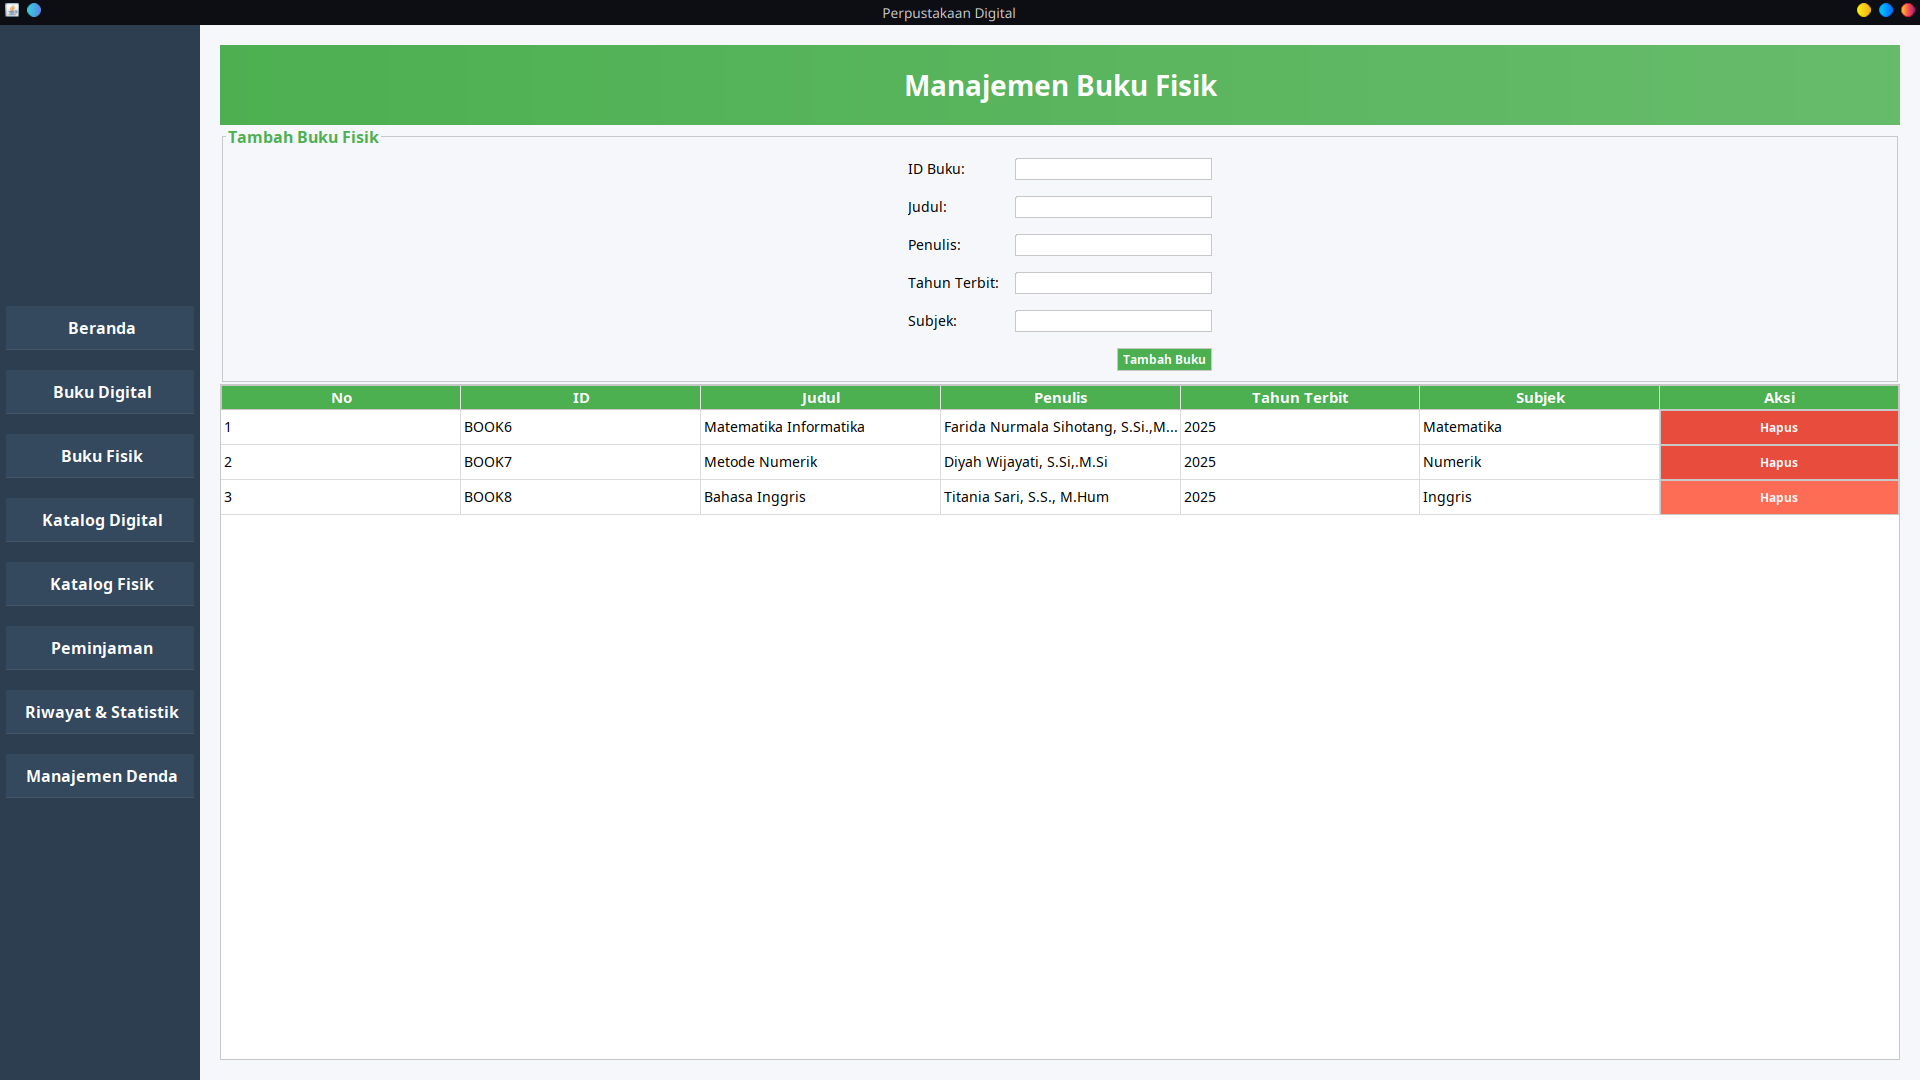 Perpustakaan Digital
Manajemen Buku Fisik
Tambah Buku Fisik
ID Buku:
Judul:
Penulis:
Tahun Terbit:
Subjek:
Tambah Buku
Beranda
Buku Digital
Buku Fisik
Katalog Digital
Katalog Fisik
Peminjaman
Riwayat & Statistik
Manajemen Denda
No ID Judul Penulis Tahun Terbit Subjek Aksi
1 BOOK6 Matematika Informatika Farida Nurmala Sihotang, S.Si.,M... 2025 Matematika Hapus
2 BOOK7 Metode Numerik Diyah Wijayati, S.Si,.M.Si 2025 Numerik Hapus
3 BOOK8 Bahasa Inggris Titania Sari, S.S., M.Hum 2025 Inggris Hapus